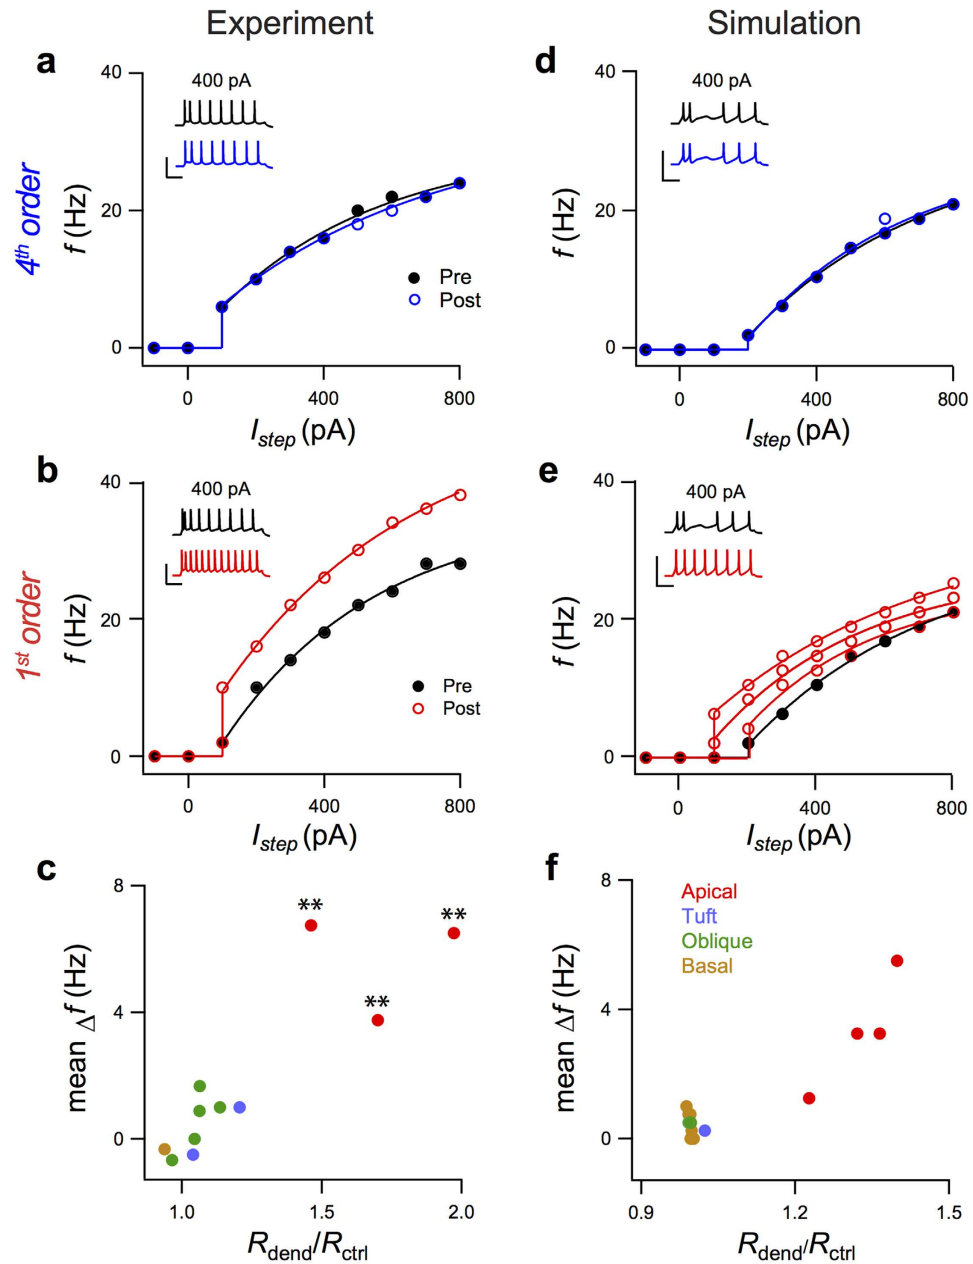 Experiment
Simulation
a
40
20
0
f (Hz)
4th order
400 pA
Pre
Post
0
400
800
Istep (pA)
d
40
20
0
f (Hz)
400 pA
0
400
800
Istep (pA)
b
40
20
0
f (Hz)
1st order
400 pA
Pre
Post
0
400
800
Istep (pA)
e
40
20
0
f (Hz)
400 pA
0
400
800
Istep (pA)
c
8
4
0
mean Δf (Hz)
**
**
**
1.0
1.5
2.0
Rdend/Rctrl
f
8
4
0
mean Δf (Hz)
Apical
Tuft
Oblique
Basal
0.9
1.2
1.5
Rdend/Rctrl